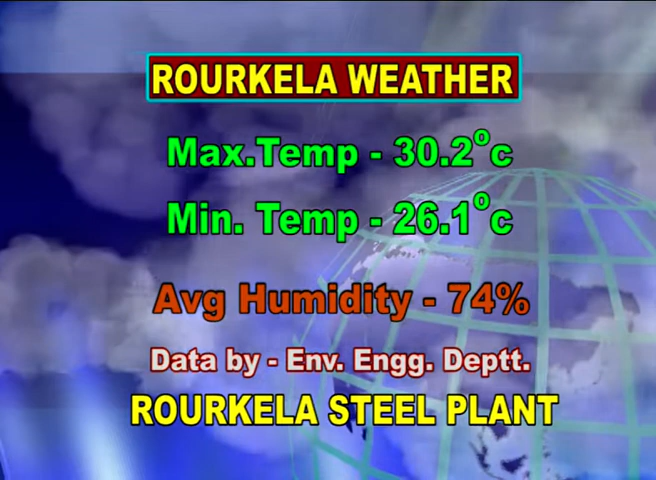 ROURKELA WEATHER
Max.Temp - 30.2°c
Min. Temp - 26.1°c
Avg Humidity - 74%
Data by - Env. Engg. Deptt.
ROURKELA STEEL PLANT